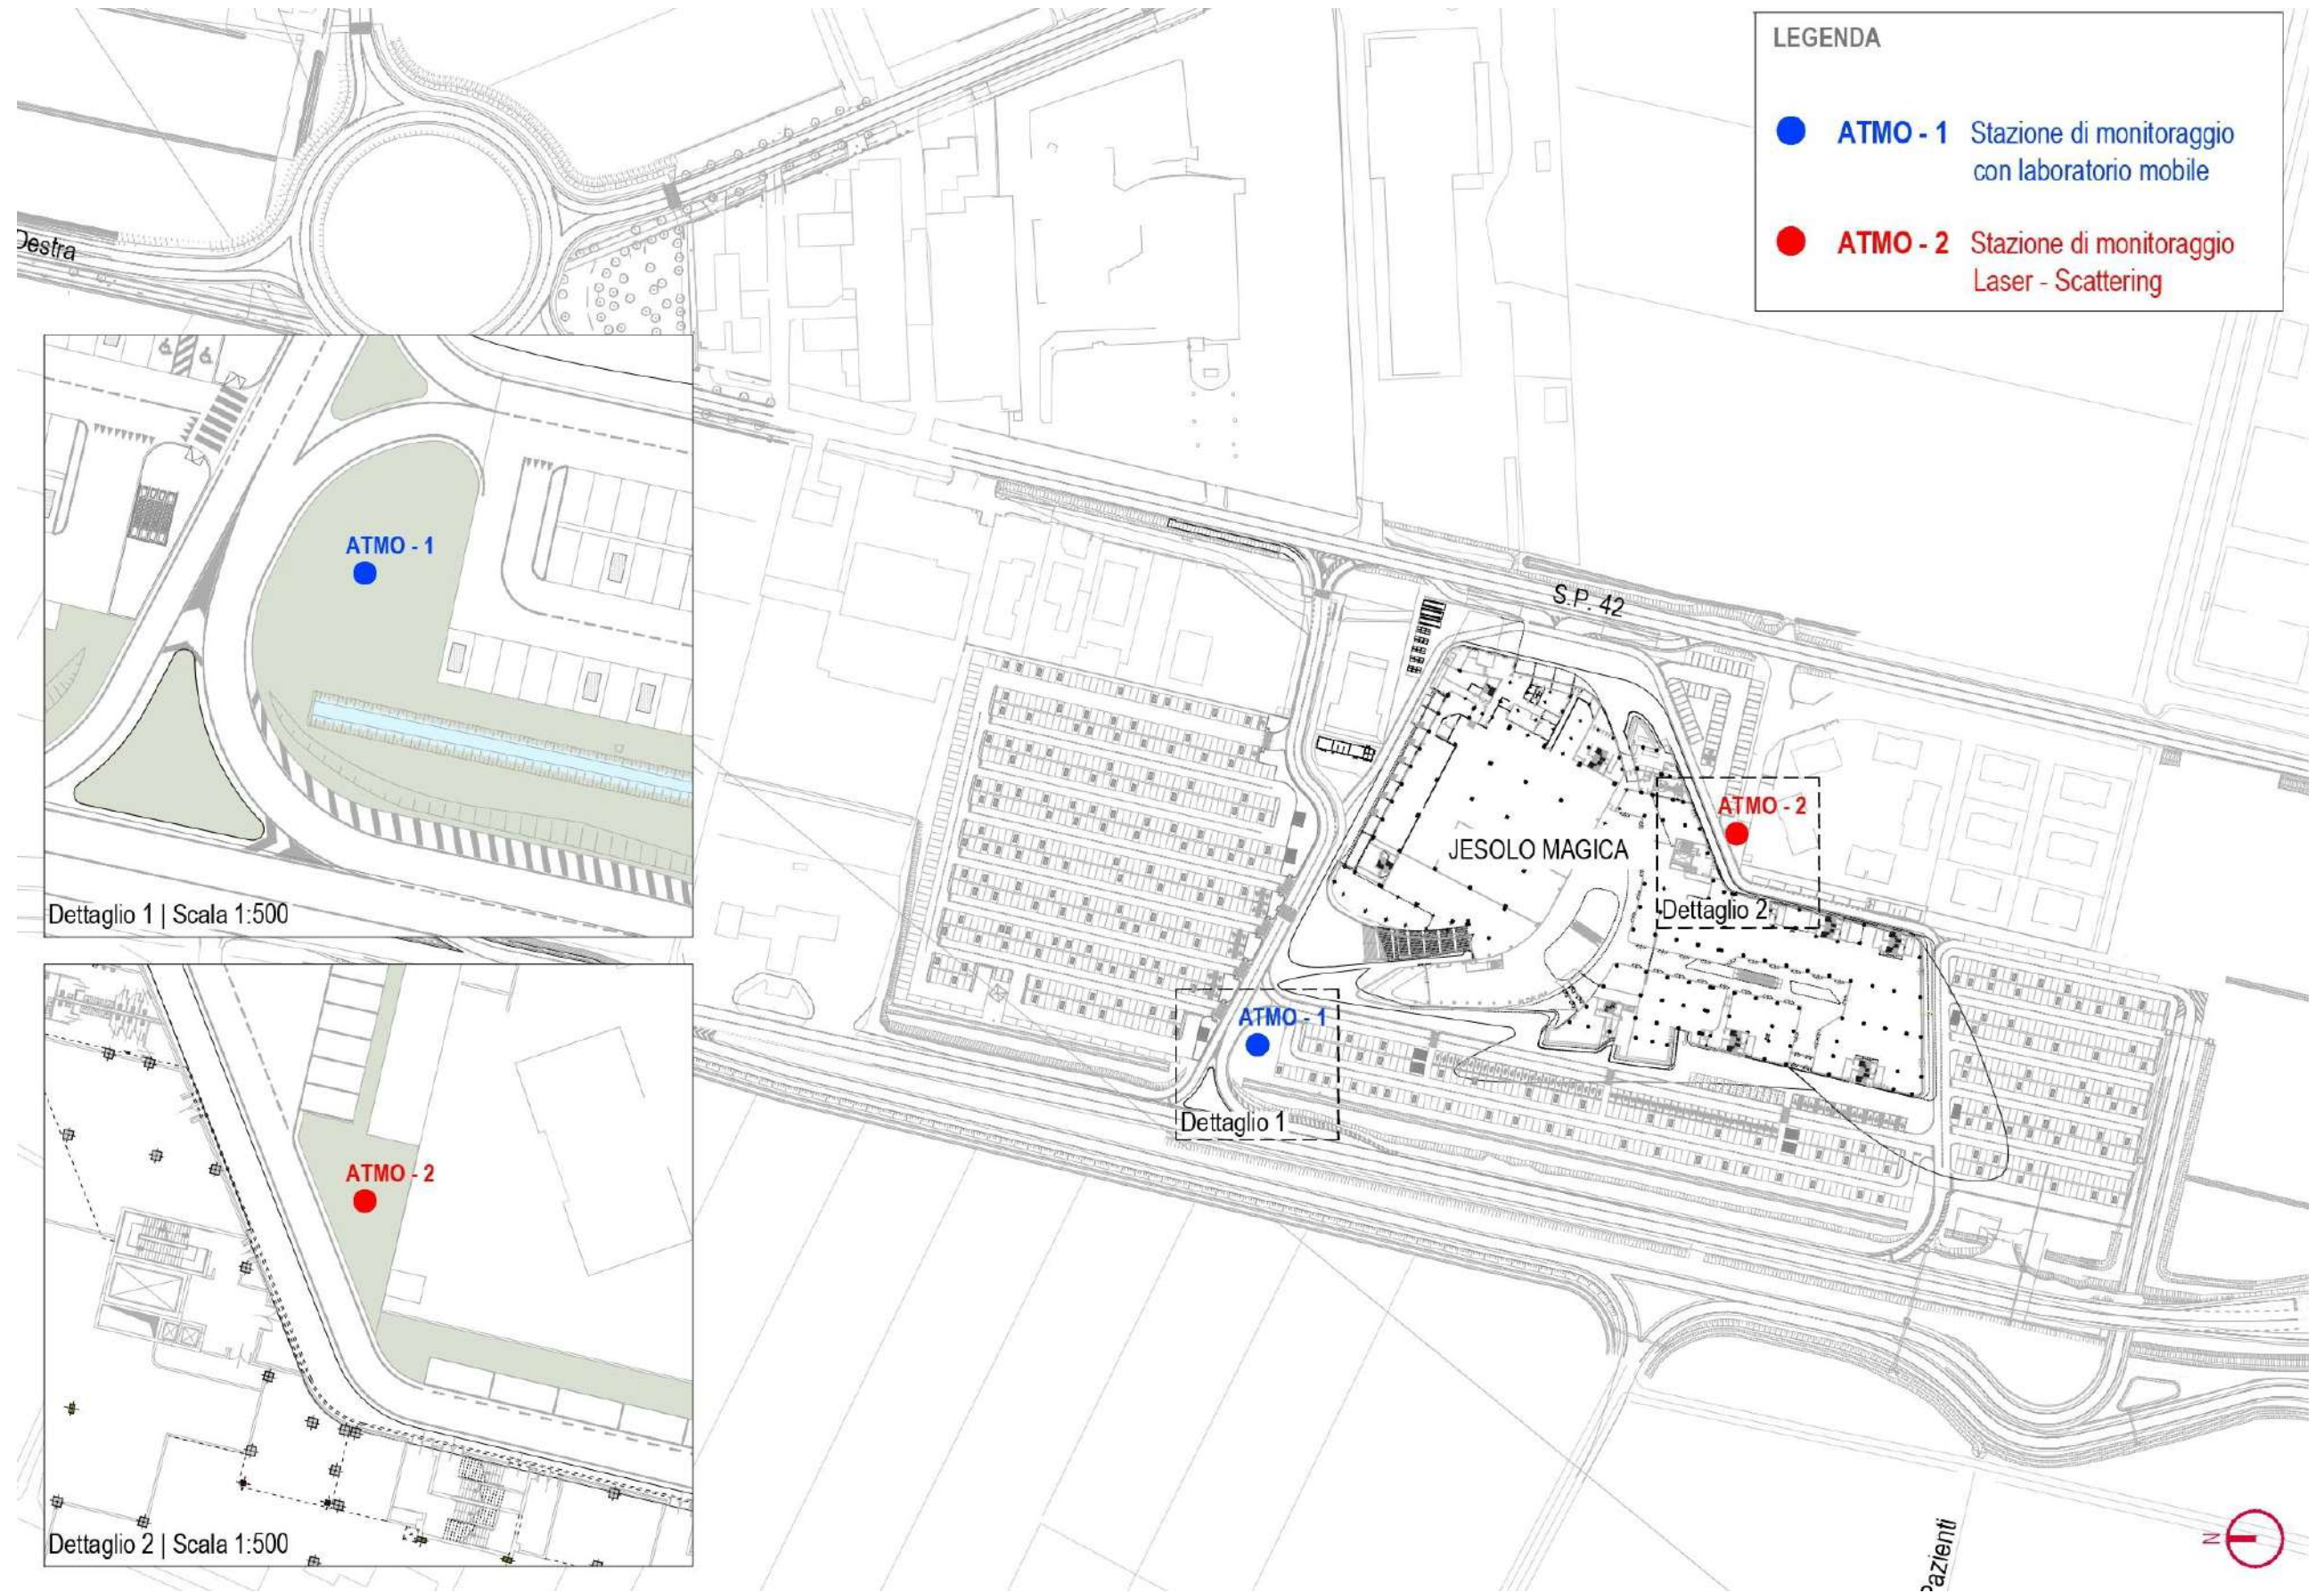 LEGENDA
ATMO - 1 Stazione di monitoraggio
con laboratorio mobile
ATMO - 2 Stazione di monitoraggio
Laser - Scattering
Destra
ATMO - 1
Dettaglio 1 | Scala 1:500
S.P. 42
ATMO - 2
JESOLO MAGICA
Dettaglio 2
ATMO - 1
Dettaglio 1
ATMO - 2
Dettaglio 2 | Scala 1:500
Pazienti
N